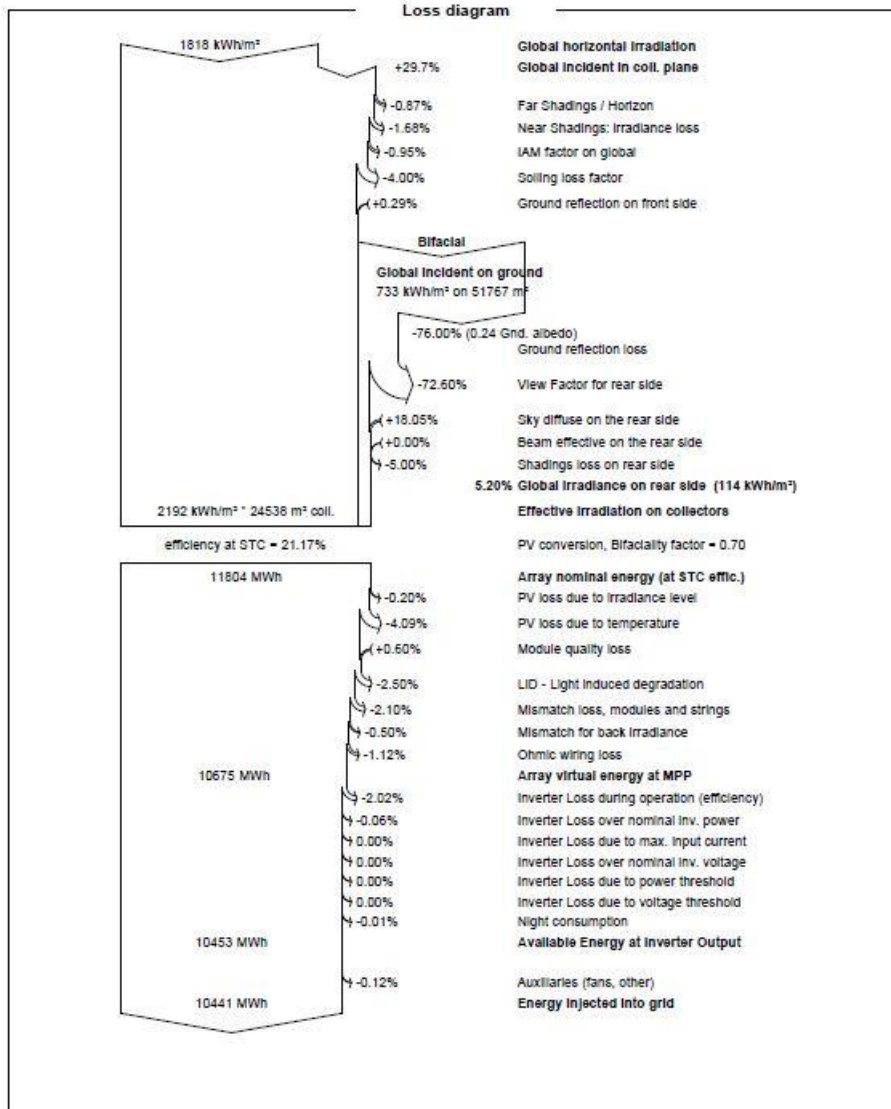 Loss diagram
1818 kWh/m² Global horizontal irradiation
+29.7% Global incident in coll. plane
-0.87% Far Shadings / Horizon
-1.68% Near Shadings: irradiance loss
-0.95% IAM factor on global
-4.00% Soiling loss factor
+0.29% Ground reflection on front side
Bifacial
Global incident on ground
733 kWh/m² on 51767 m²
-76.00% (0.24 Gnd. albedo)
Ground reflection loss
-72.60% View Factor for rear side
+18.05% Sky diffuse on the rear side
+0.00% Beam effective on the rear side
-5.00% Shadings loss on rear side
5.20% Global Irradiance on rear side (114 kWh/m²)
2192 kWh/m² * 24538 m² coll. Effective irradiation on collectors
efficiency at STC = 21.17% PV conversion, Bifaciality factor = 0.70
11804 MWh Array nominal energy (at STC effic.)
-0.20% PV loss due to irradiance level
-4.09% PV loss due to temperature
+0.60% Module quality loss
-2.50% LID - Light induced degradation
-2.10% Mismatch loss, modules and strings
-0.50% Mismatch for back irradiance
-1.12% Ohmic wiring loss
10675 MWh Array virtual energy at MPP
-2.02% Inverter Loss during operation (efficiency)
-0.06% Inverter Loss over nominal inv. power
0.00% Inverter Loss due to max. input current
0.00% Inverter Loss over nominal inv. voltage
0.00% Inverter Loss due to power threshold
0.00% Inverter Loss due to voltage threshold
-0.01% Night consumption
10453 MWh Available Energy at Inverter Output
-0.12% Auxiliaries (fans, other)
10441 MWh Energy injected into grid